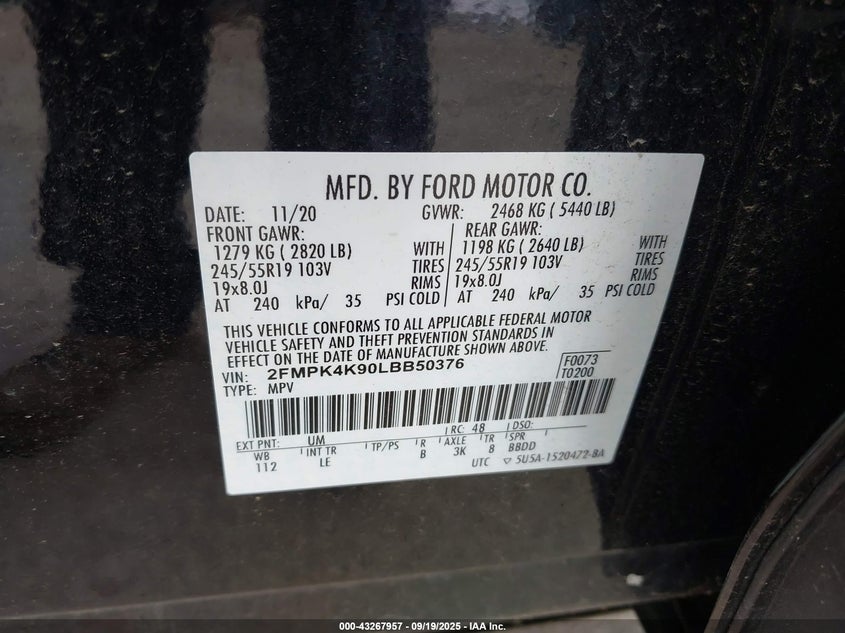 MFD. BY FORD MOTOR CO.
DATE: 11/20 GVWR: 2468 KG ( 5440 LB)
FRONT GAWR: REAR GAWR:
1279 KG ( 2820 LB) WITH 1198 KG ( 2640 LB) WITH
245/55R19 103V TIRES 245/55R19 103V TIRES
19x8.0J RIMS 19x8.0J RIMS
AT 240 kPa/ 35 PSI COLD AT 240 kPa/ 35 PSI COLD
THIS VEHICLE CONFORMS TO ALL APPLICABLE FEDERAL MOTOR
VEHICLE SAFETY AND THEFT PREVENTION STANDARDS IN
EFFECT ON THE DATE OF MANUFACTURE SHOWN ABOVE.
VIN: 2FMPK4K90LBB50376 F0073
TYPE: MPV T0200
RC: 48 DSO:
EXT PNT: UM
WB INT TR TP/PS R AXLE TR SPR
112 LE B 3K 8 BBDD
UTC ▽ 5U5A-1520472-BA
000-43267957 - 09/19/2025 - IAAI.COM